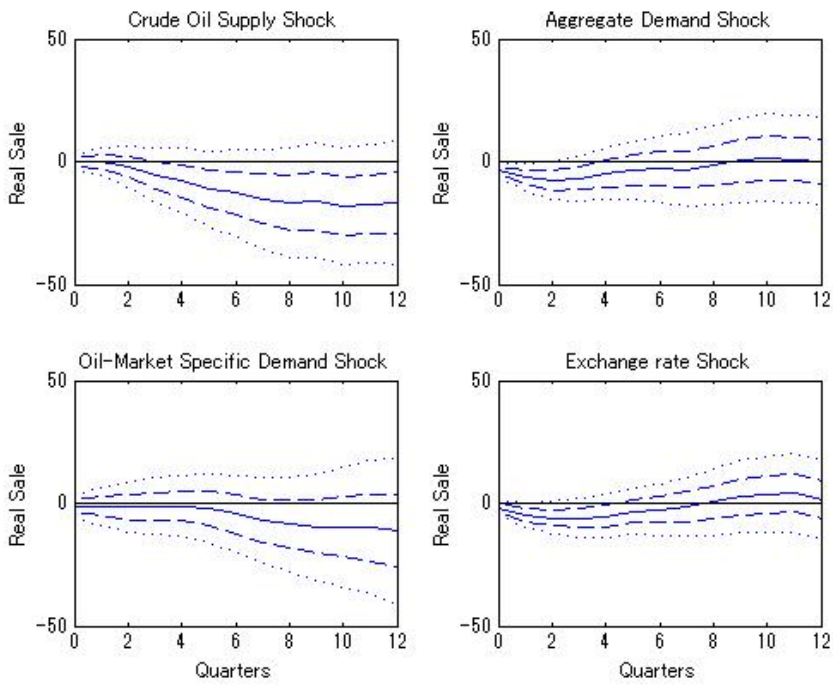 Crude Oil Supply Shock
50
0
-50
Real Sale
0 2 4 6 8 10 12
Aggregate Demand Shock
50
0
-50
Real Sale
0 2 4 6 8 10 12
Oil-Market Specific Demand Shock
50
0
-50
Real Sale
0 2 4 6 8 10 12
Quarters
Exchange rate Shock
50
0
-50
Real Sale
0 2 4 6 8 10 12
Quarters